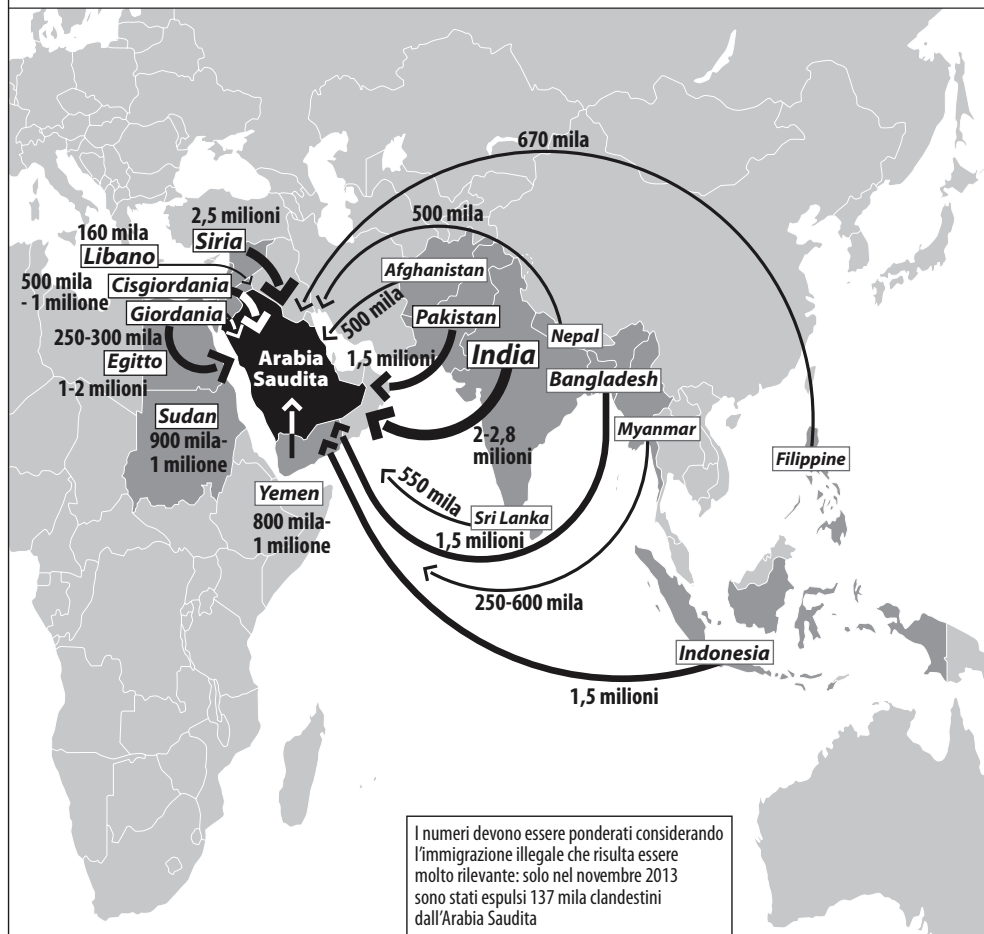 670 mila
500 mila
2,5 milioni
Siria
160 mila
Libano
Afghanistan
500 mila
- 1 milione
Cisgiordania
Giordania
500 mila
Pakistan
250-300 mila
Egitto
1-2 milioni
Arabia
Saudita
1,5 milioni
India
Nepal
Bangladesh
Sudan
900 mila-
1 milione
2-2,8
milioni
Myanmar
Filippine
Yemen
800 mila-
1 milione
550 mila
Sri Lanka
1,5 milioni
250-600 mila
Indonesia
1,5 milioni
I numeri devono essere ponderati considerando
l'immigrazione illegale che risulta essere
molto rilevante: solo nel novembre 2013
sono stati espulsi 137 mila clandestini
dall'Arabia Saudita